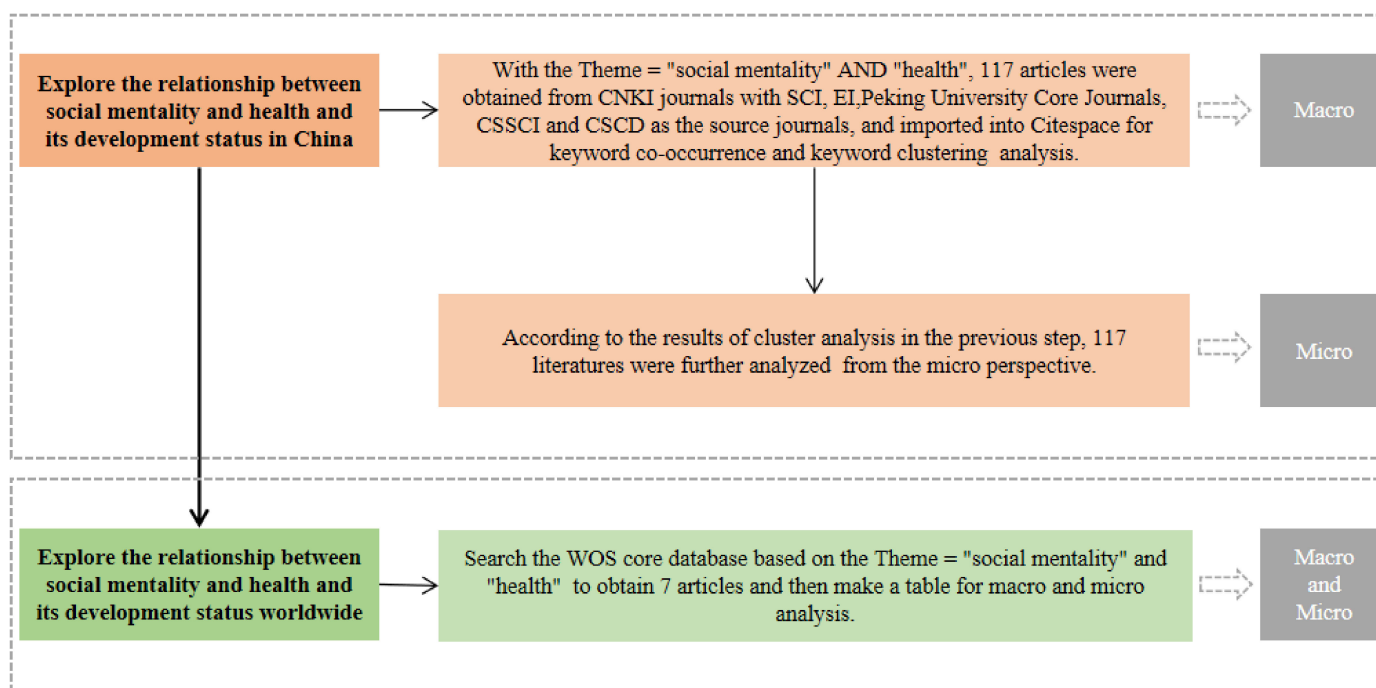 Explore the relationship between
social mentality and health and
its development status in China
With the Theme = "social mentality" AND "health", 117 articles were
obtained from CNKI journals with SCI, EI,Peking University Core Journals,
CSSCI and CSCD as the source journals, and imported into Citespace for
keyword co-occurrence and keyword clustering analysis.
Macro
According to the results of cluster analysis in the previous step, 117
literatures were further analyzed from the micro perspective.
Micro
Explore the relationship between
social mentality and health and
its development status worldwide
Search the WOS core database based on the Theme = "social mentality" and
"health" to obtain 7 articles and then make a table for macro and micro
analysis.
Macro
and
Micro